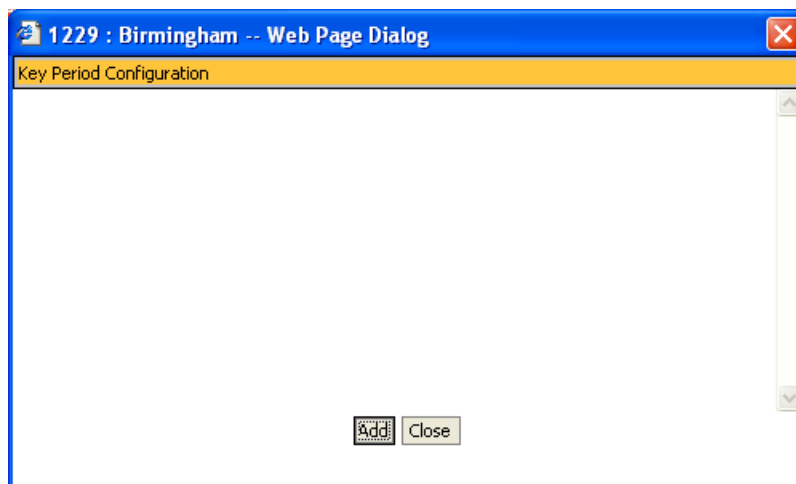 1229 : Birmingham -- Web Page Dialog
Key Period Configuration
Add Close